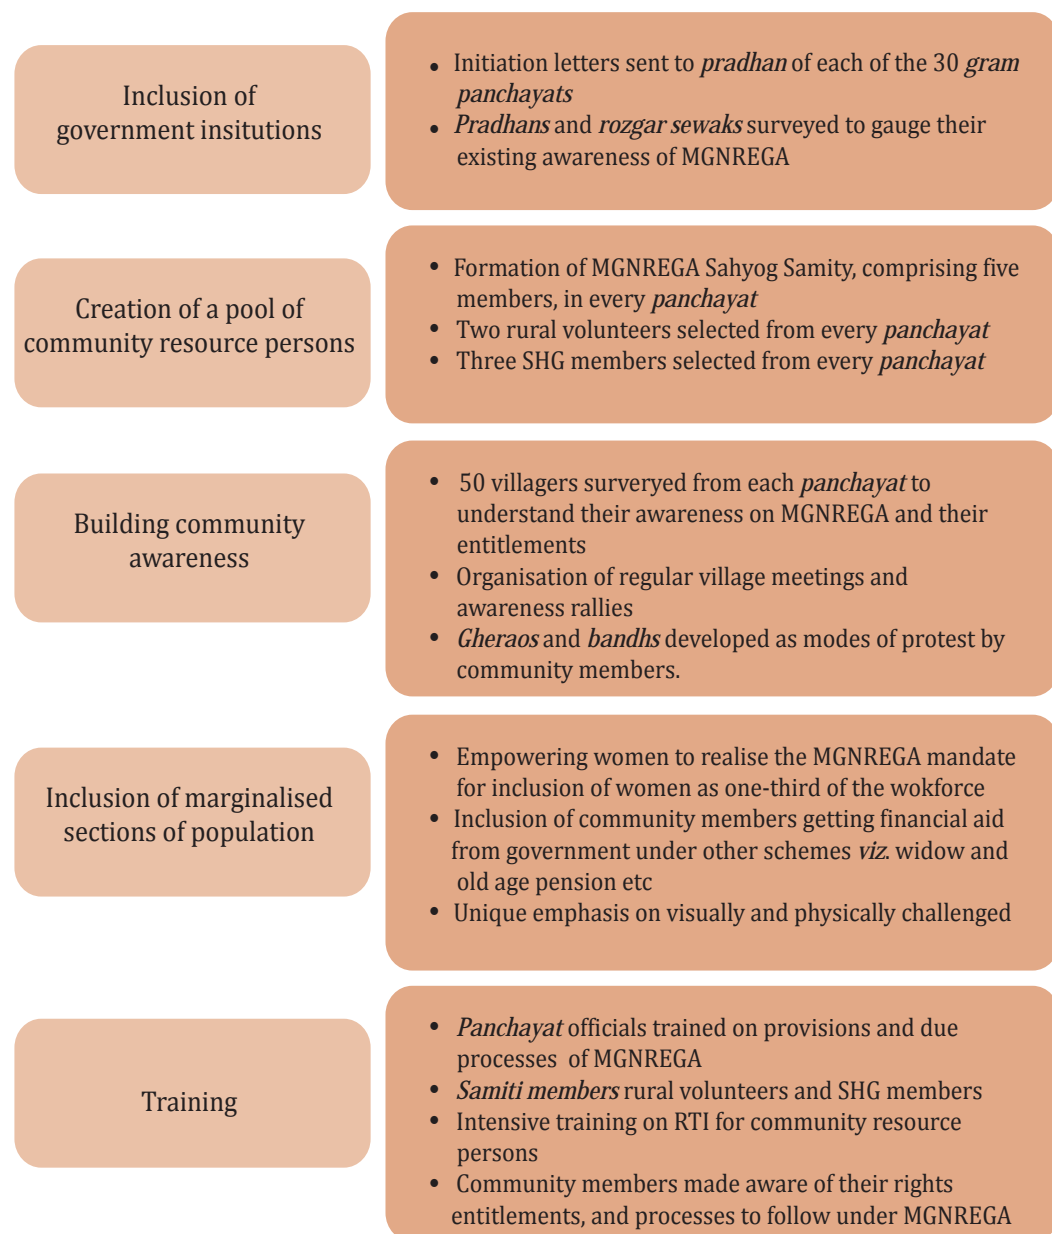 Inclusion of
government insitutions
• Initiation letters sent to pradhan of each of the 30 gram
panchayats
• Pradhans and rozgar sewaks surveyed to gauge their
existing awareness of MGNREGA
Creation of a pool of
community resource persons
• Formation of MGNREGA Sahyog Samity, comprising five
members, in every panchayat
• Two rural volunteers selected from every panchayat
• Three SHG members selected from every panchayat
Building community
awareness
• 50 villagers surveryed from each panchayat to
understand their awareness on MGNREGA and their
entitlements
• Organisation of regular village meetings and
awareness rallies
• Gheraos and bandhs developed as modes of protest by
community members.
Inclusion of marginalised
sections of population
• Empowering women to realise the MGNREGA mandate
for inclusion of women as one-third of the wokforce
• Inclusion of community members getting financial aid
from government under other schemes viz. widow and
old age pension etc
• Unique emphasis on visually and physically challenged
Training
• Panchayat officials trained on provisions and due
processes of MGNREGA
• Samiti members rural volunteers and SHG members
• Intensive training on RTI for community resource
persons
• Community members made aware of their rights
entitlements, and processes to follow under MGNREGA